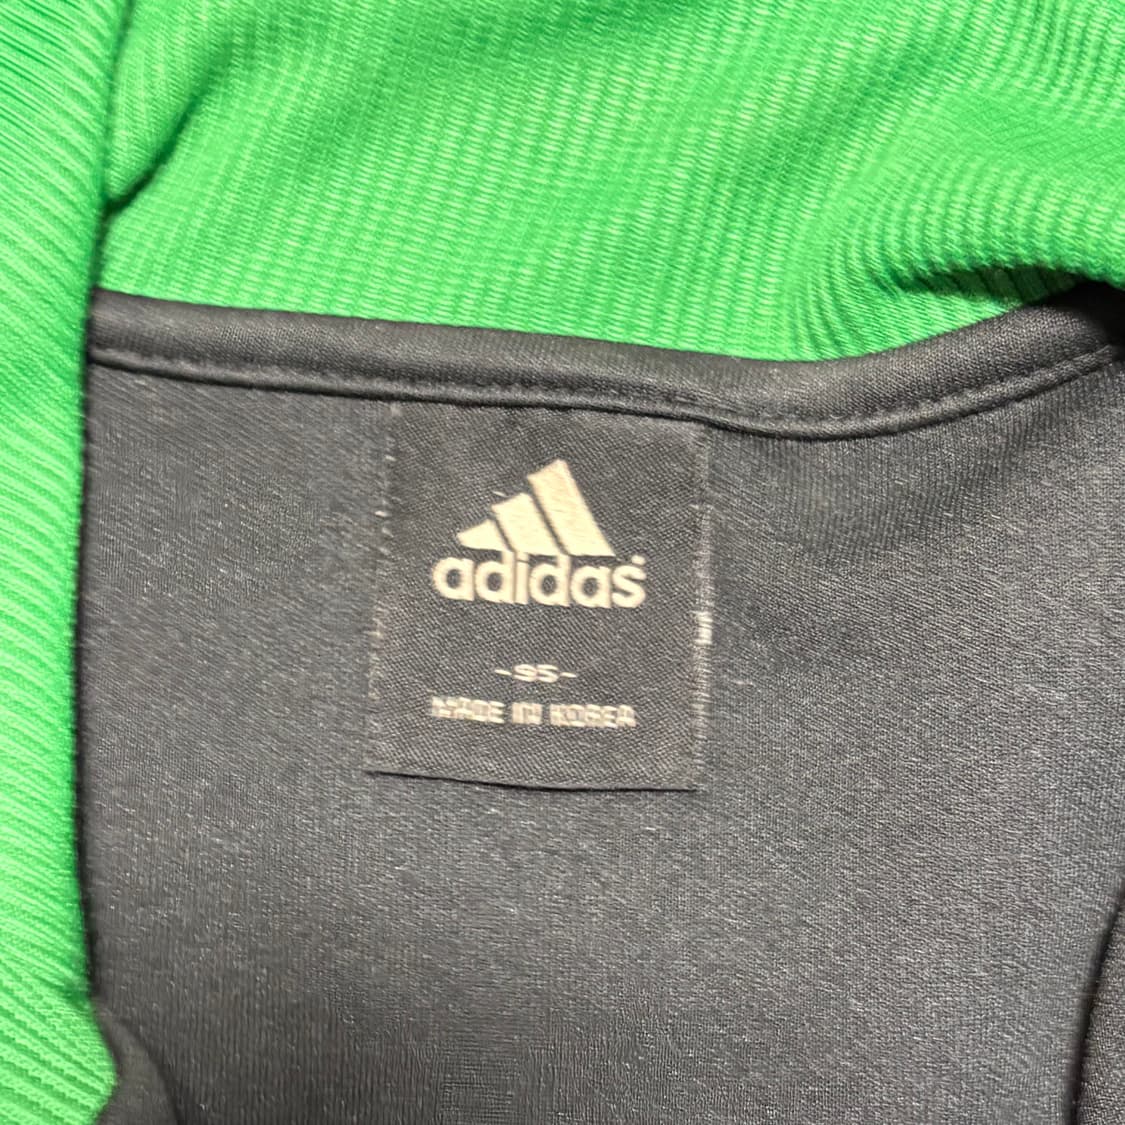 adidas
-95-
MADE IN KOREA